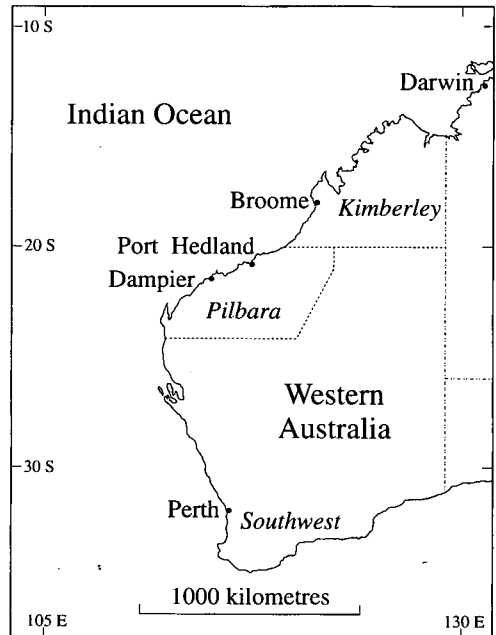 10 S
Darwin
Indian Ocean
Broome
Kimberley
20 S
Port Hedland
Dampier
Pilbara
Western
Australia
30 S
Perth
Southwest
1000 kilometres
105 E
130 E